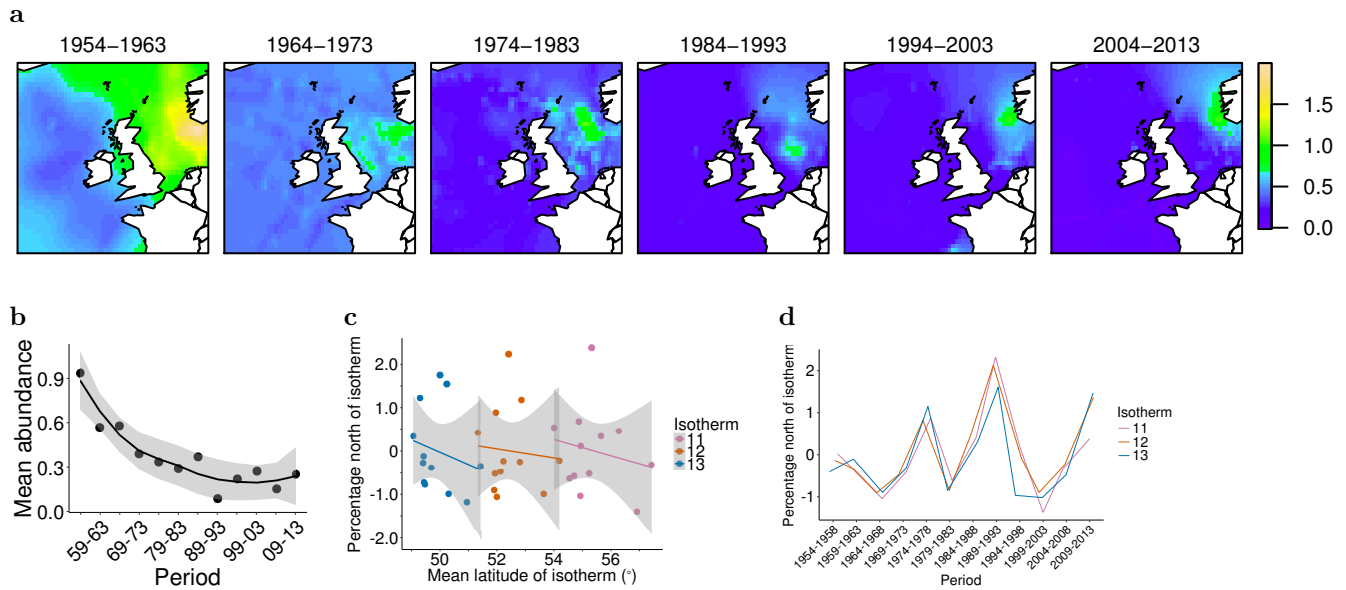 a
1954−1963 1964−1973 1974−1983 1984−1993 1994−2003 2004−2013
1.5
1.0
0.5
0.0
b
Mean abundance
0.9
0.6
0.3
0.0
59-63 69-73 79-83 89-93 99-03 09-13
Period
c
Percentage north of isotherm
2.0
1.0
0
-1.0
-2.0
50 52 54 56
Mean latitude of isotherm (°)
Isotherm
11
12
13
d
Percentage north of isotherm
2
1
0
-1
1954-1958 1959-1963 1964-1968 1969-1973 1974-1978 1979-1983 1984-1988 1989-1993 1994-1998 1999-2003 2004-2008 2009-2013
Period
Isotherm
11
12
13